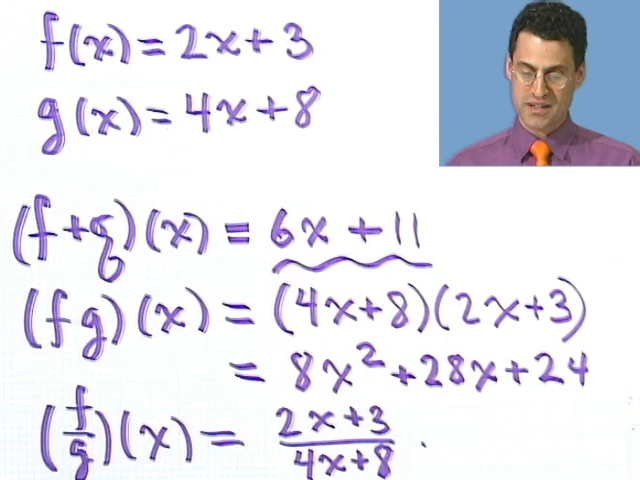 f(x) = 2x + 3
g(x) = 4x + 8
(f + g)(x) = 6x + 11
(fg)(x) = (4x+8)(2x+3)
= 8x² + 28x + 24
(f/g)(x) = (2x+3)/(4x+8) .